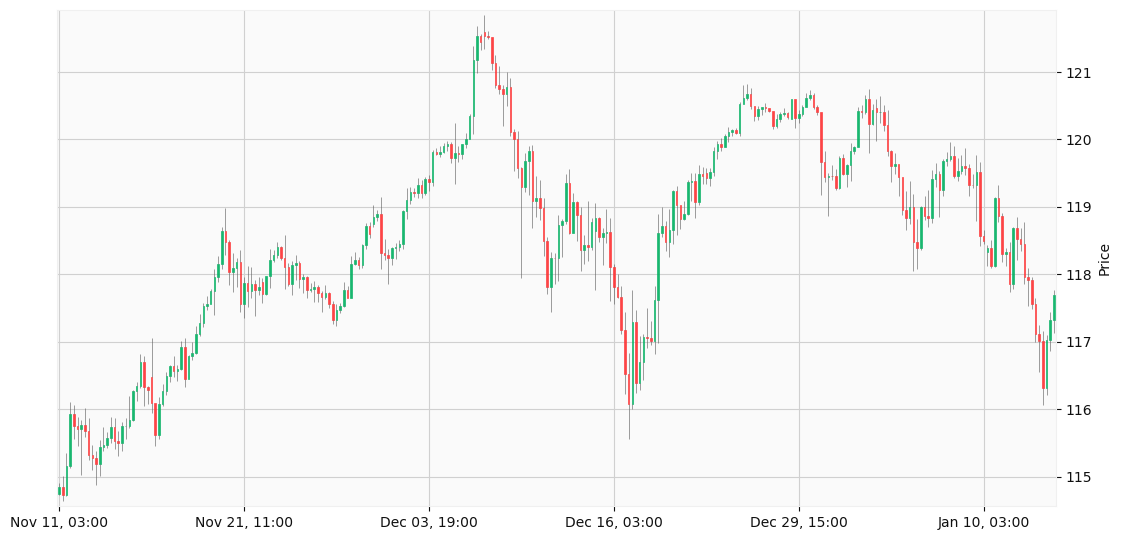 121
120
119
118
117
116
115
Price
Nov 11, 03:00
Nov 21, 11:00
Dec 03, 19:00
Dec 16, 03:00
Dec 29, 15:00
Jan 10, 03:00